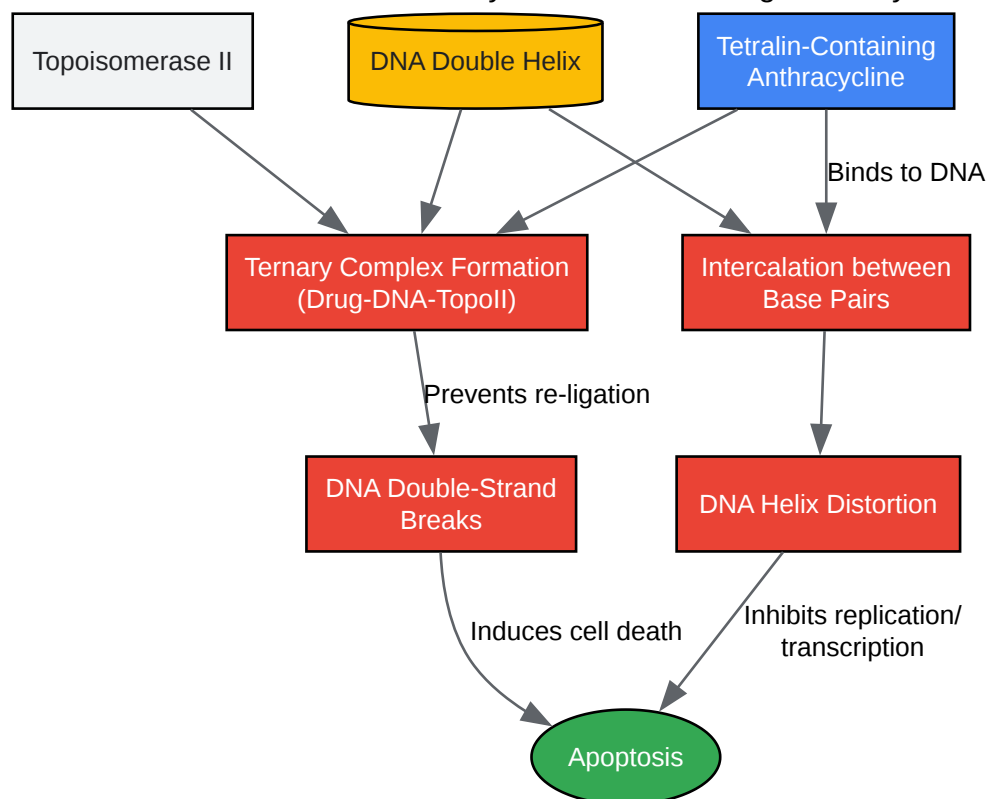 Topoisomerase II
DNA Double Helix
Tetralin-Containing
Anthracycline
Binds to DNA
Ternary Complex Formation
(Drug-DNA-TopoII)
Intercalation between
Base Pairs
Prevents re-ligation
DNA Double-Strand
Breaks
DNA Helix Distortion
Induces cell death
Inhibits replication/
transcription
Apoptosis